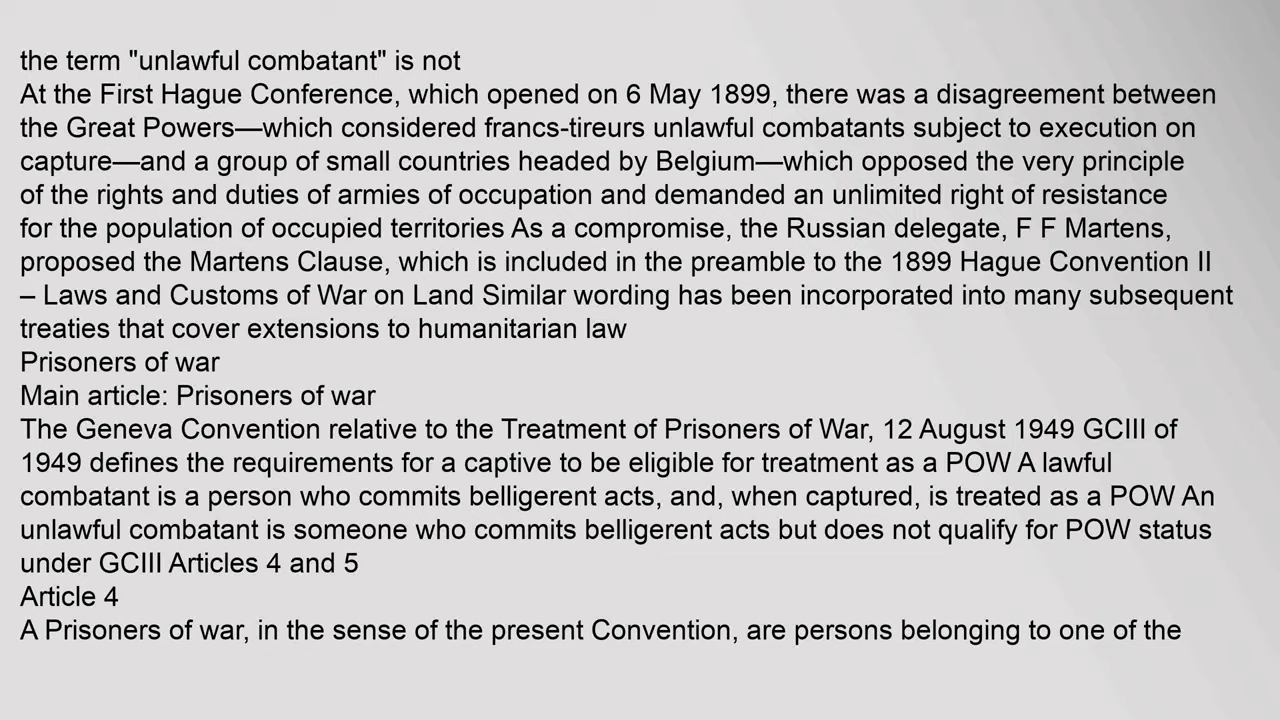 the term "unlawful combatant" is not
At the First Hague Conference, which opened on 6 May 1899, there was a disagreement between
the Great Powers—which considered francs-tireurs unlawful combatants subject to execution on
capture—and a group of small countries headed by Belgium—which opposed the very principle
of the rights and duties of armies of occupation and demanded an unlimited right of resistance
for the population of occupied territories As a compromise, the Russian delegate, F F Martens,
proposed the Martens Clause, which is included in the preamble to the 1899 Hague Convention II
– Laws and Customs of War on Land Similar wording has been incorporated into many subsequent
treaties that cover extensions to humanitarian law
Prisoners of war
Main article: Prisoners of war
The Geneva Convention relative to the Treatment of Prisoners of War, 12 August 1949 GCIII of
1949 defines the requirements for a captive to be eligible for treatment as a POW A lawful
combatant is a person who commits belligerent acts, and, when captured, is treated as a POW An
unlawful combatant is someone who commits belligerent acts but does not qualify for POW status
under GCIII Articles 4 and 5
Article 4
A Prisoners of war, in the sense of the present Convention, are persons belonging to one of the